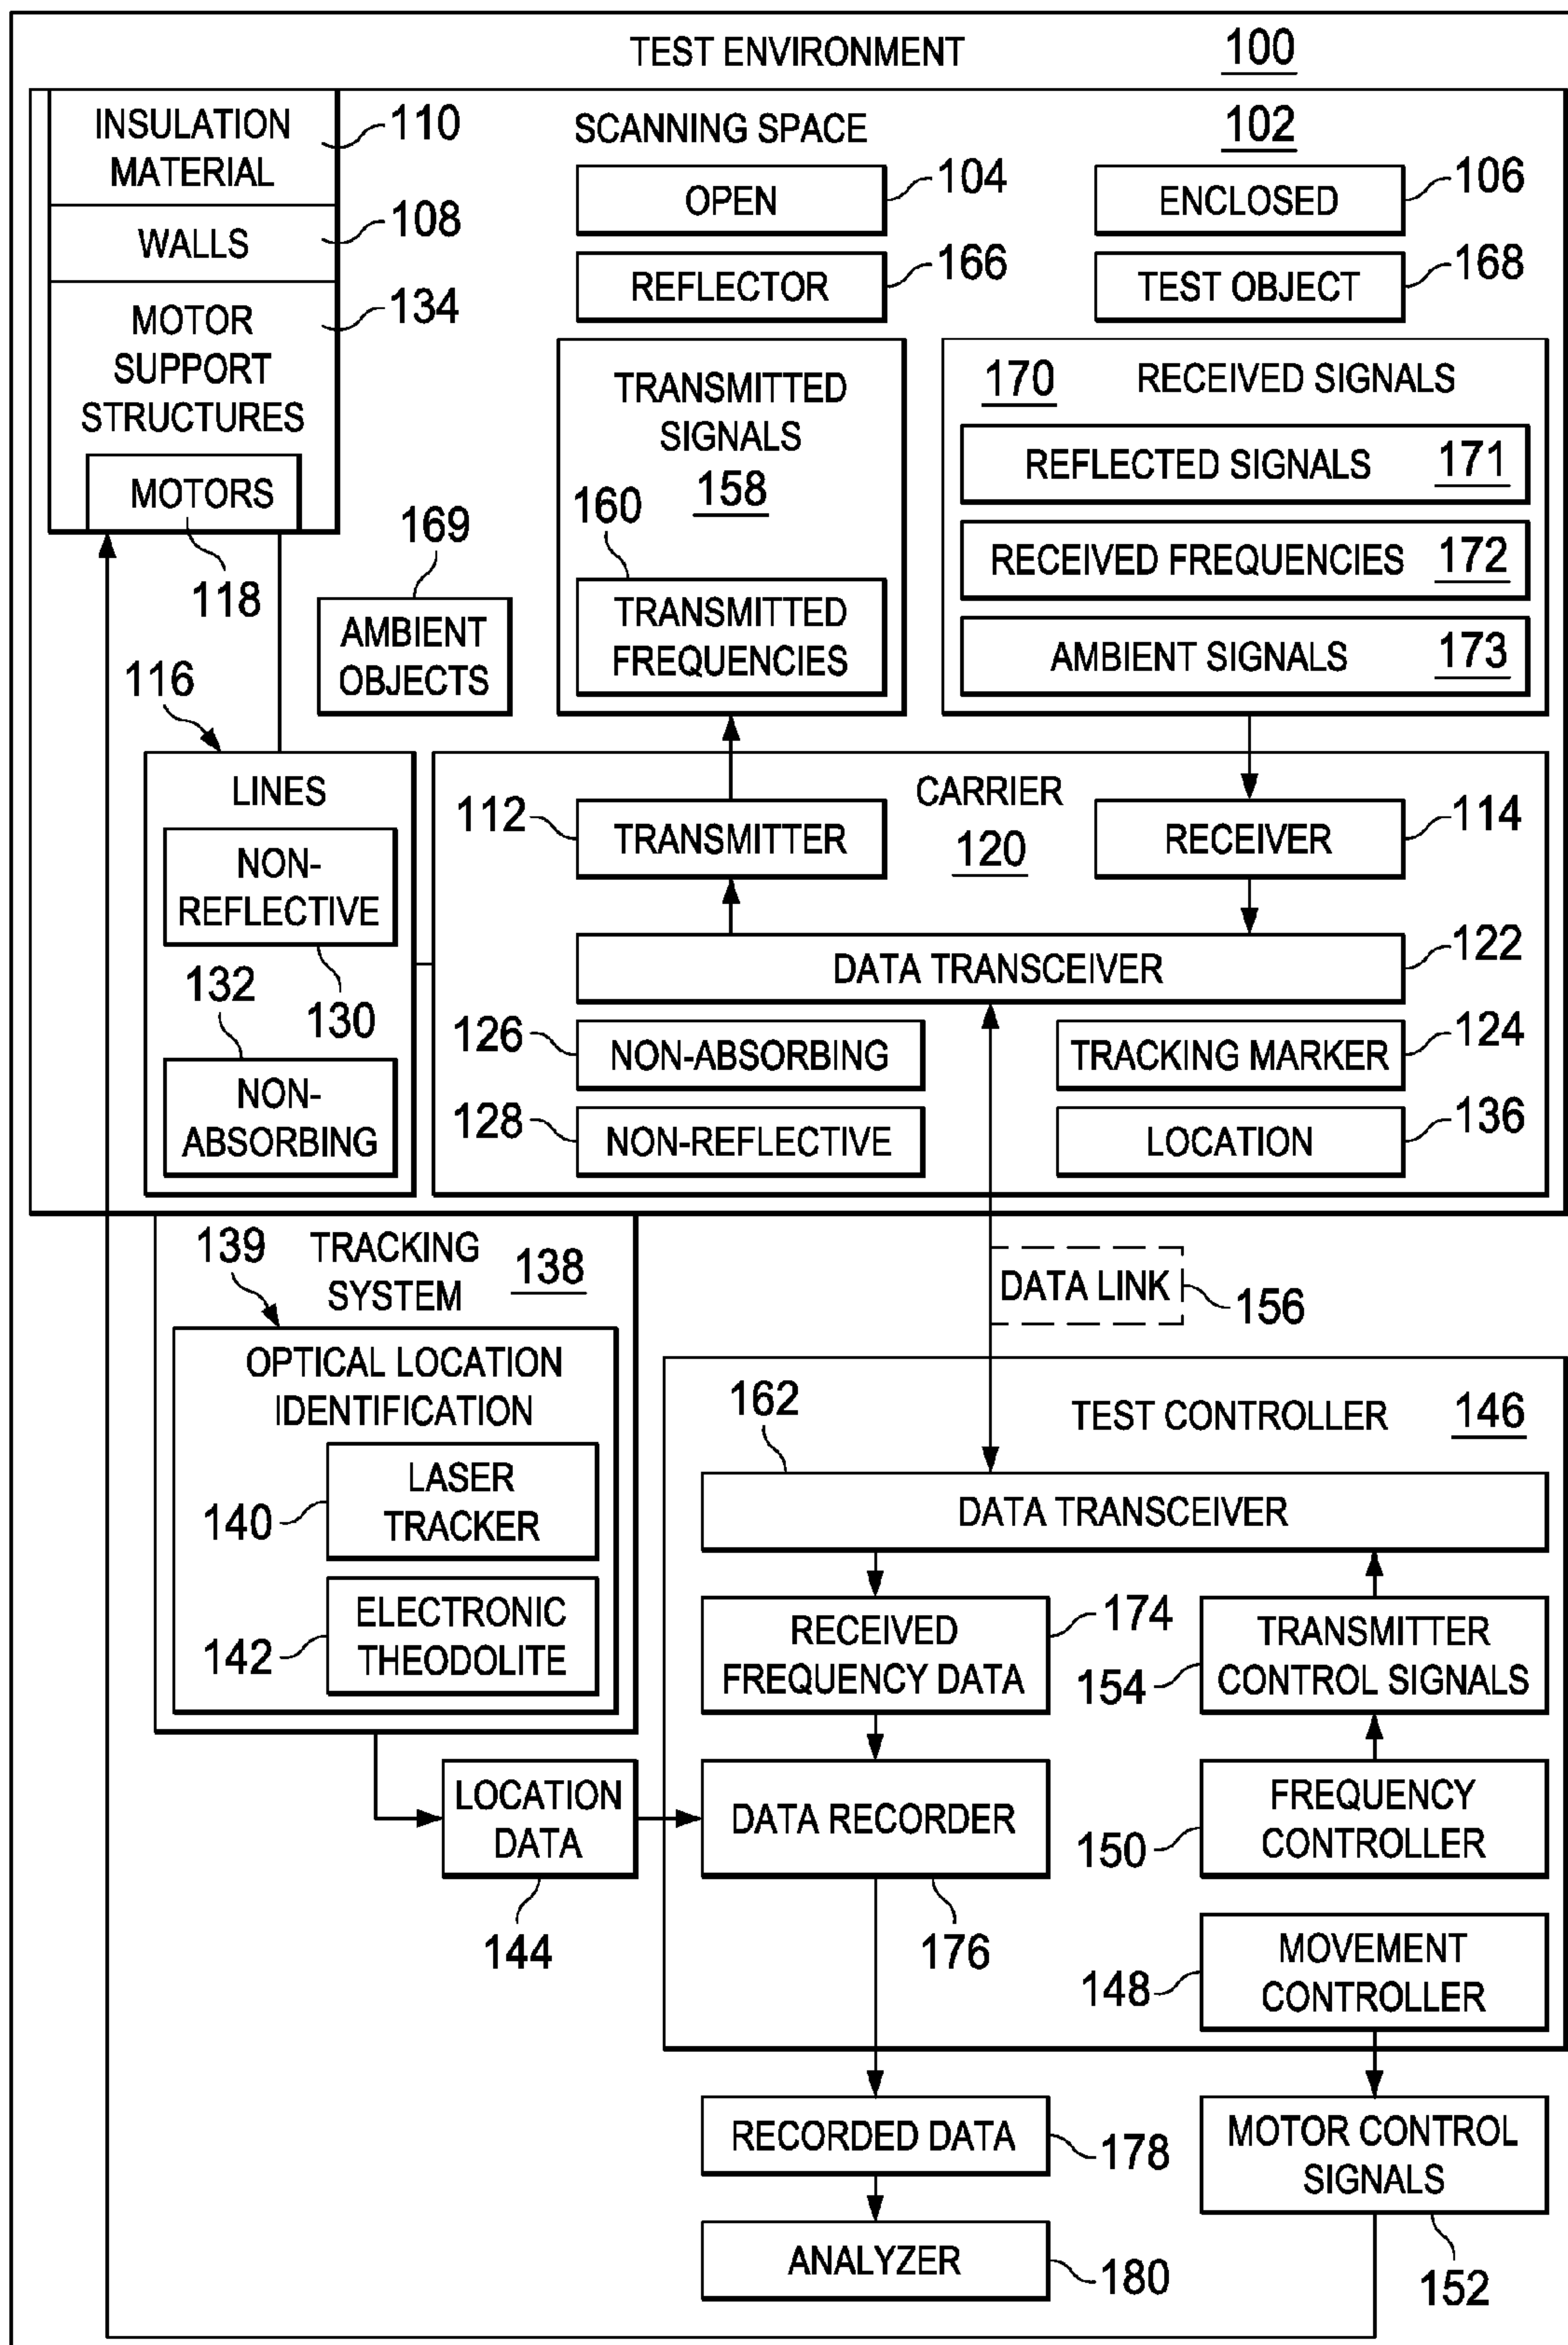 TEST ENVIRONMENT 100
INSULATION
MATERIAL
110
WALLS
108
MOTOR
SUPPORT
STRUCTURES
134
MOTORS
118
SCANNING SPACE 102
OPEN
104
ENCLOSED
106
REFLECTOR
166
TEST OBJECT
168
TRANSMITTED
SIGNALS
158
160
TRANSMITTED
FREQUENCIES
170 RECEIVED SIGNALS
REFLECTED SIGNALS 171
RECEIVED FREQUENCIES 172
AMBIENT SIGNALS 173
169
AMBIENT
OBJECTS
116
LINES
NON-
REFLECTIVE
130
132
NON-
ABSORBING
CARRIER
120
112
TRANSMITTER
RECEIVER
114
DATA TRANSCEIVER
122
126
NON-ABSORBING
TRACKING MARKER
124
128
NON-REFLECTIVE
LOCATION
136
139
TRACKING
SYSTEM
138
OPTICAL LOCATION
IDENTIFICATION
140
LASER
TRACKER
142
ELECTRONIC
THEODOLITE
DATA LINK
156
162
TEST CONTROLLER 146
DATA TRANSCEIVER
RECEIVED
FREQUENCY DATA
174
154
TRANSMITTER
CONTROL SIGNALS
LOCATION
DATA
144
DATA RECORDER
176
150
FREQUENCY
CONTROLLER
148
MOVEMENT
CONTROLLER
RECORDED DATA
178
MOTOR CONTROL
SIGNALS
152
ANALYZER
180